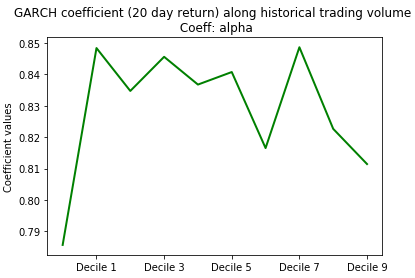 GARCH coefficient (20 day return) along historical trading volume
Coeff: alpha
Coefficient values
0.85
0.84
0.83
0.82
0.81
0.80
0.79
Decile 1
Decile 3
Decile 5
Decile 7
Decile 9